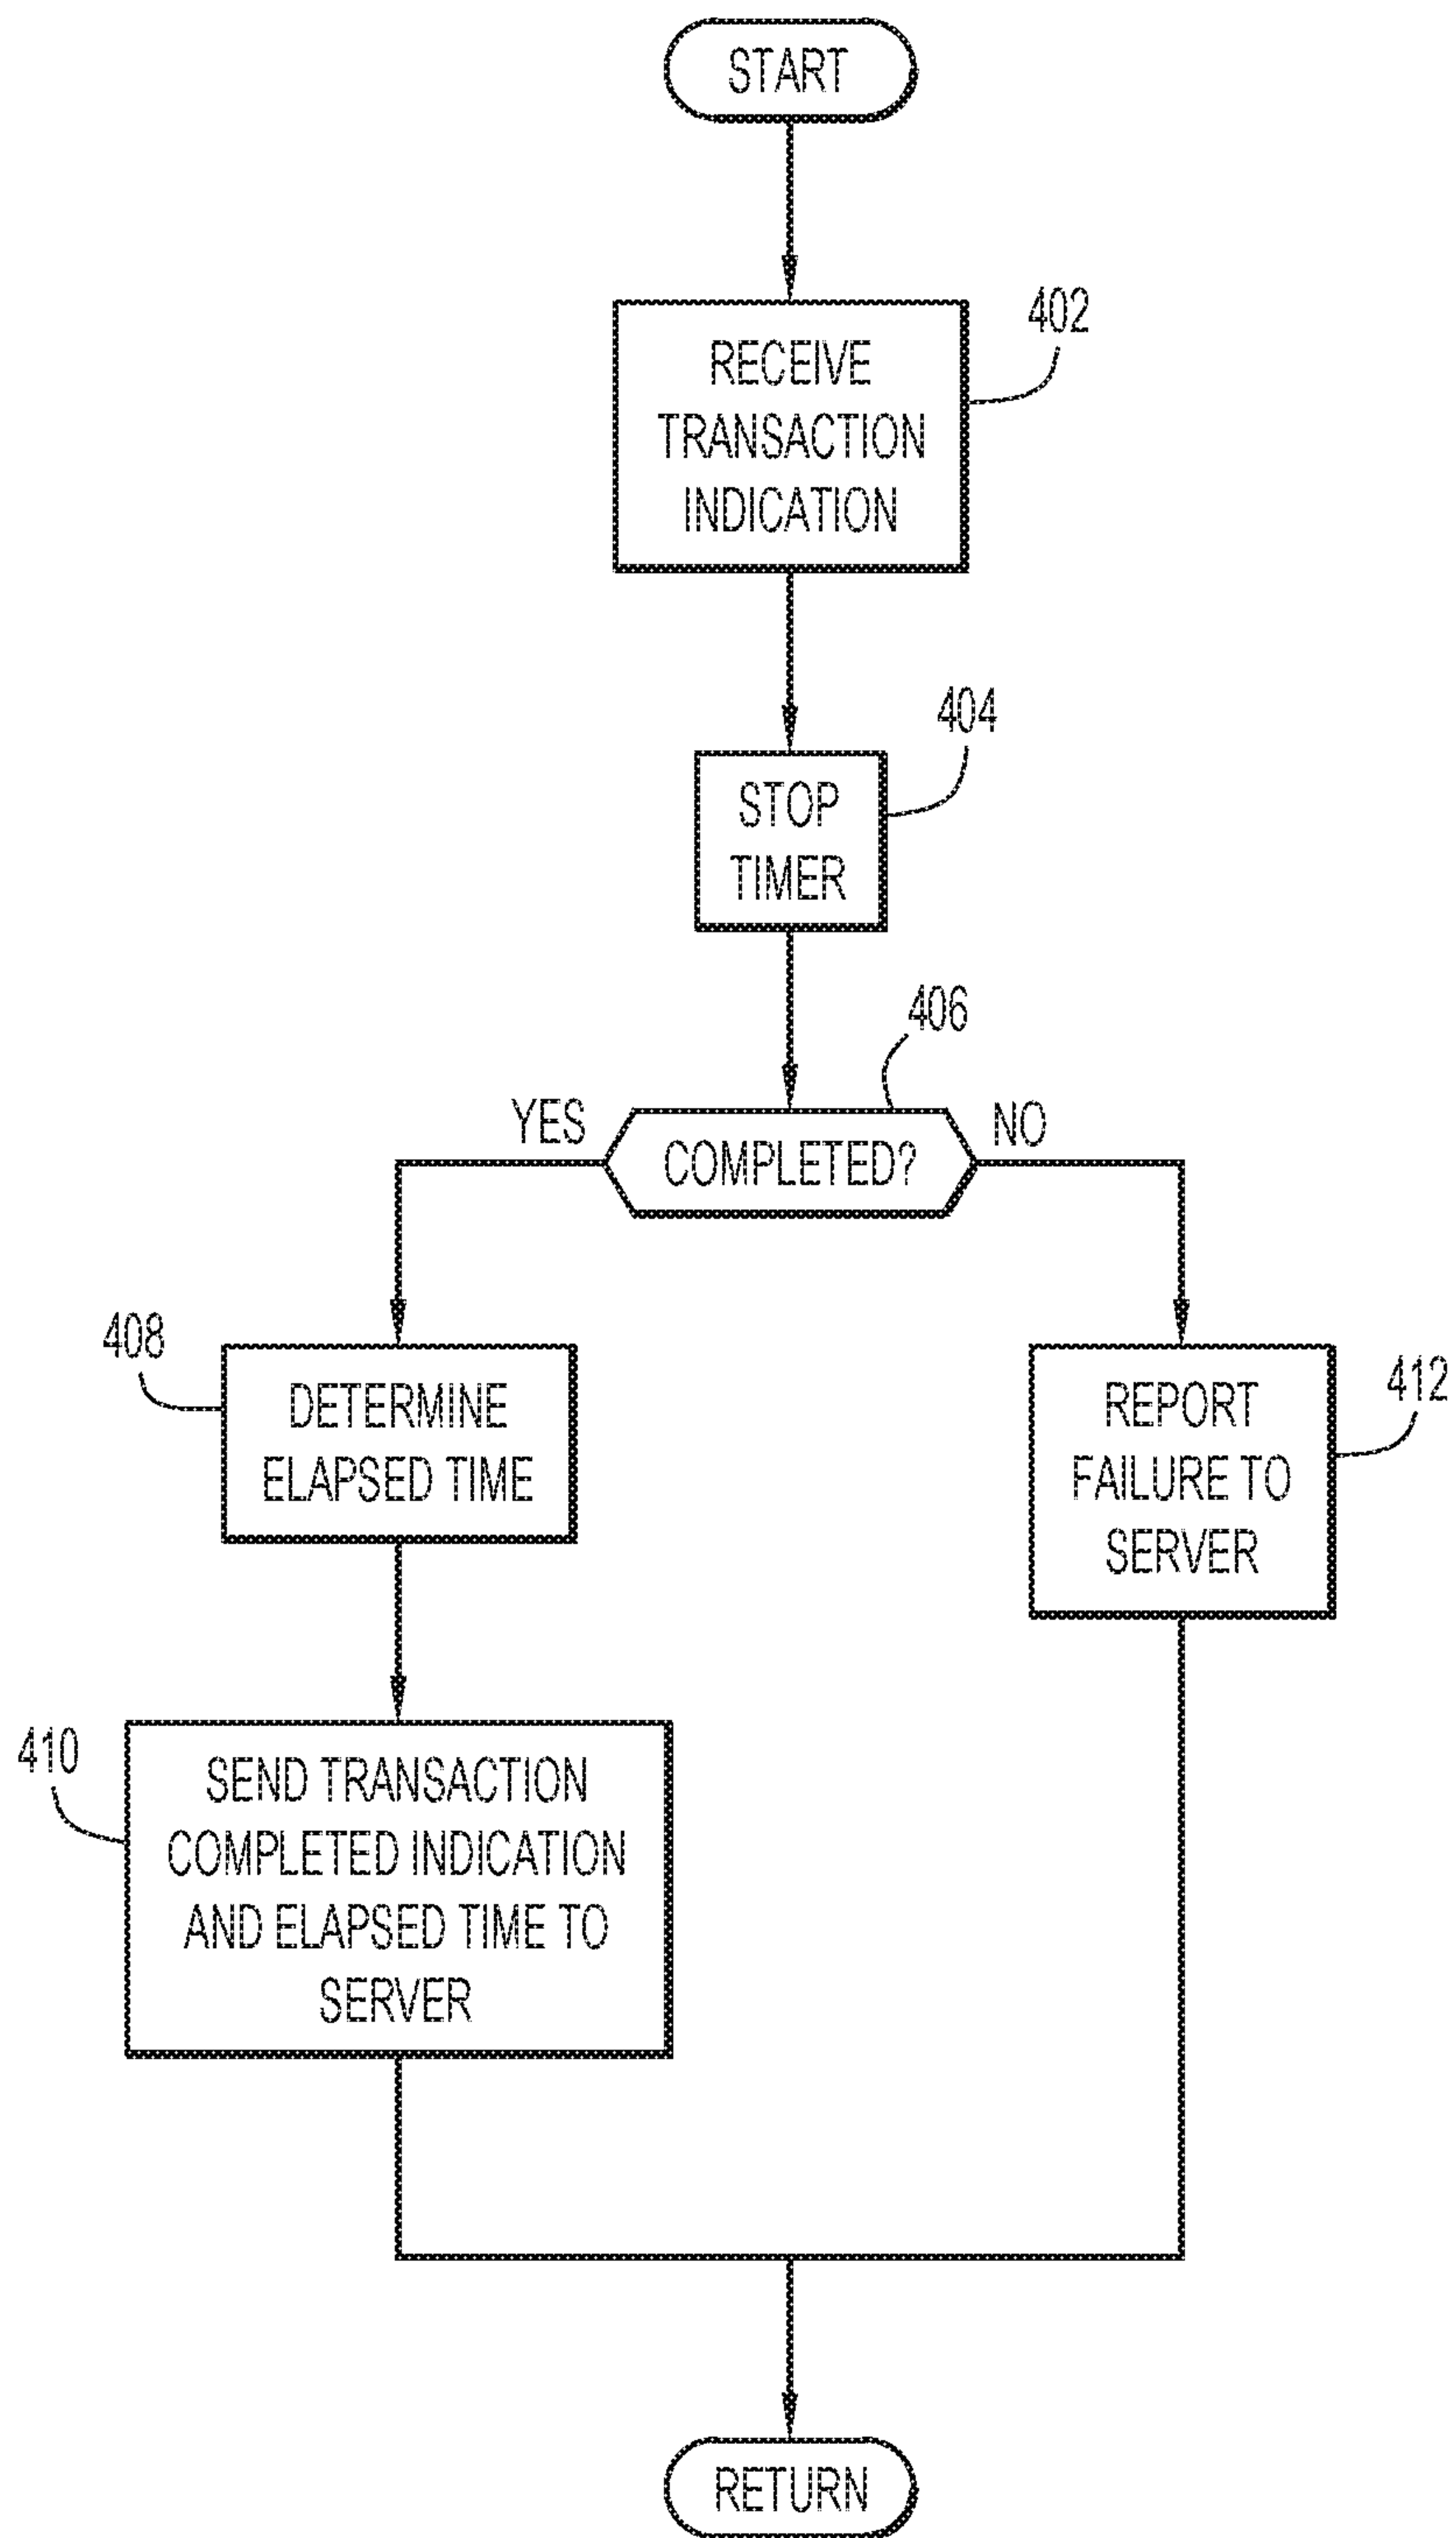 START
402
RECEIVE
TRANSACTION
INDICATION
404
STOP
TIMER
406
YES
COMPLETED?
NO
408
DETERMINE
ELAPSED TIME
412
REPORT
FAILURE TO
SERVER
410
SEND TRANSACTION
COMPLETED INDICATION
AND ELAPSED TIME TO
SERVER
RETURN